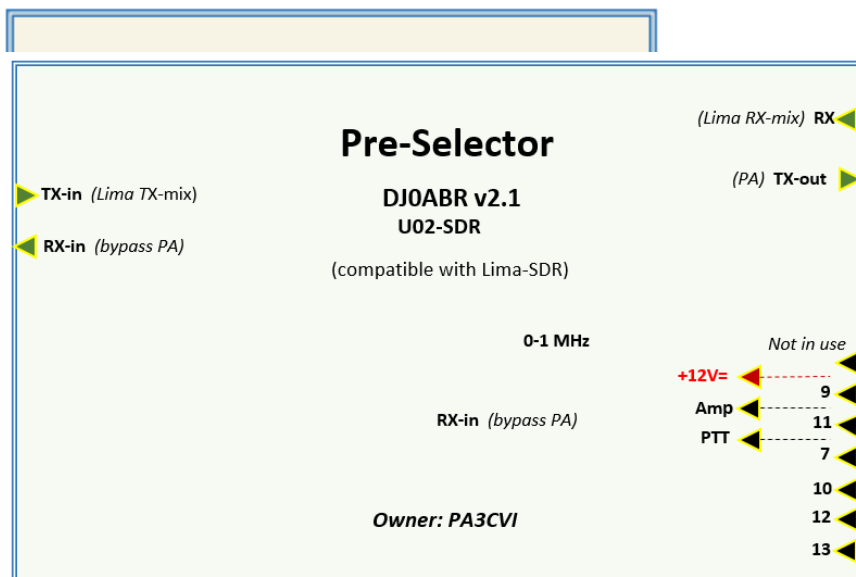 (Lima RX-mix) RX
Pre-Selector
(PA) TX-out
TX-in (Lima TX-mix)
DJ0ABR v2.1
U02-SDR
RX-in (bypass PA)
(compatible with Lima-SDR)
0-1 MHz
Not in use
+12V=
9
Amp
11
RX-in (bypass PA)
PTT
7
10
12
Owner: PA3CVI
13